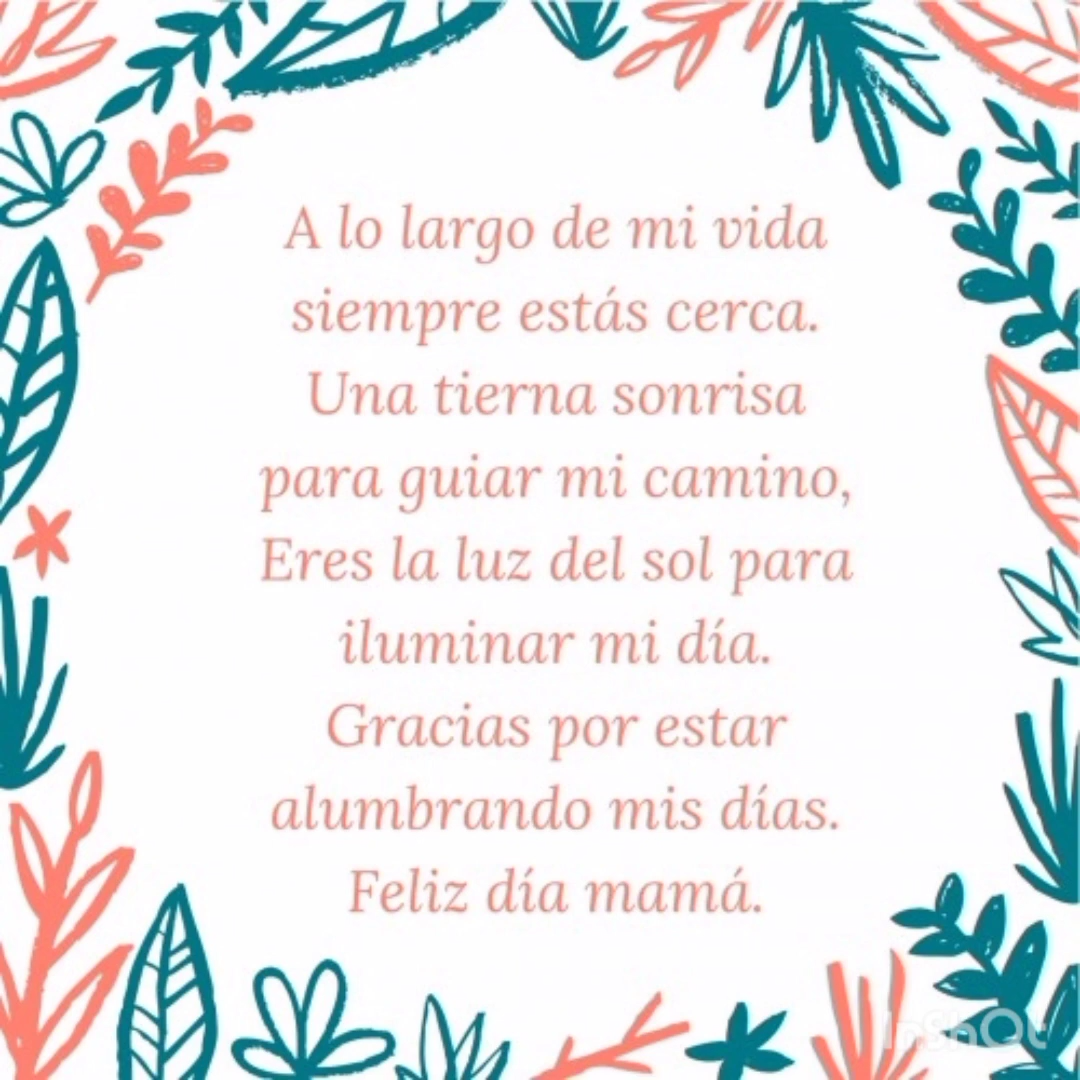 A lo largo de mi vida
siempre estás cerca.
Una tierna sonrisa
para guiar mi camino,
Eres la luz del sol para
iluminar mi día.
Gracias por estar
alumbrando mis días.
Feliz día mamá.
InShOt